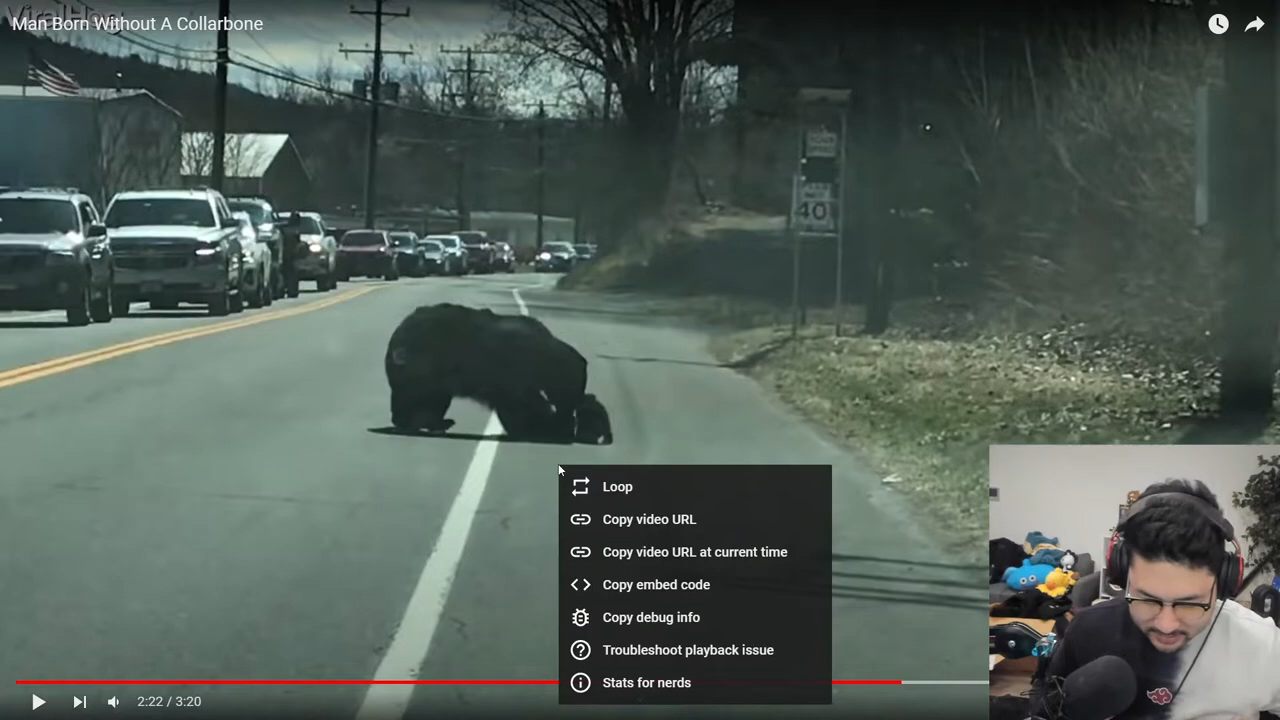 Man Born Without A Collarbone
40
Loop
Copy video URL
Copy video URL at current time
Copy embed code
Copy debug info
Troubleshoot playback issue
Stats for nerds
2:22 / 3:20